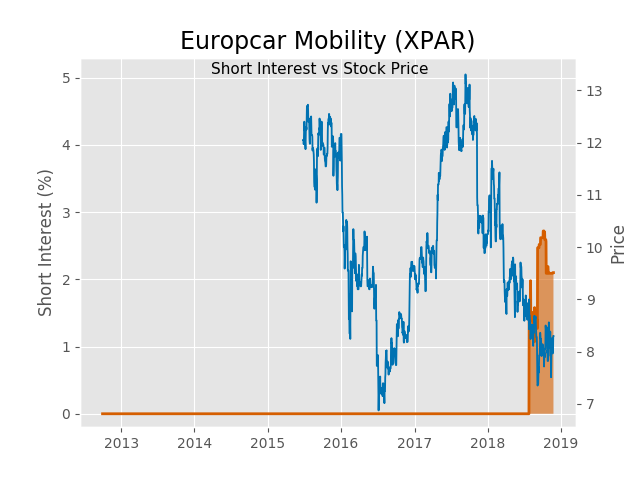 Europcar Mobility (XPAR)
Short Interest vs Stock Price
Short Interest (%)
5
4
3
2
1
0
13
12
11
10
9
8
7
Price
2013 2014 2015 2016 2017 2018 2019